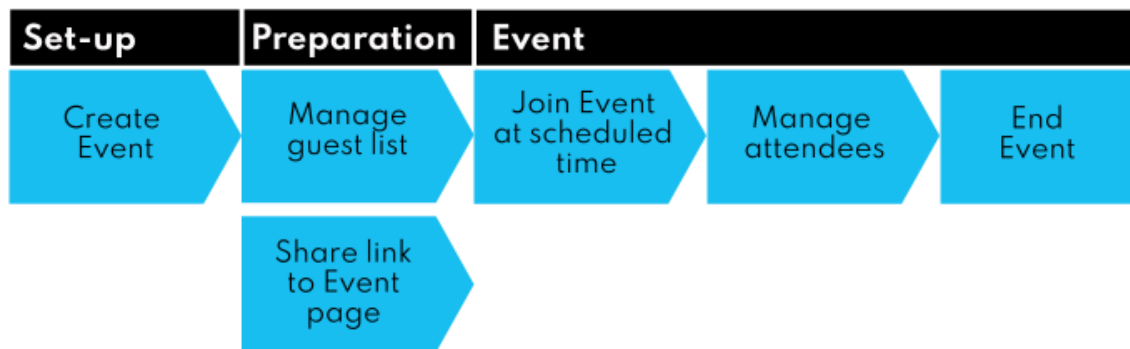 Set-up
Preparation
Event
Create
Event
Manage
guest list
Join Event
at scheduled
time
Manage
attendees
End
Event
Share link
to Event
page